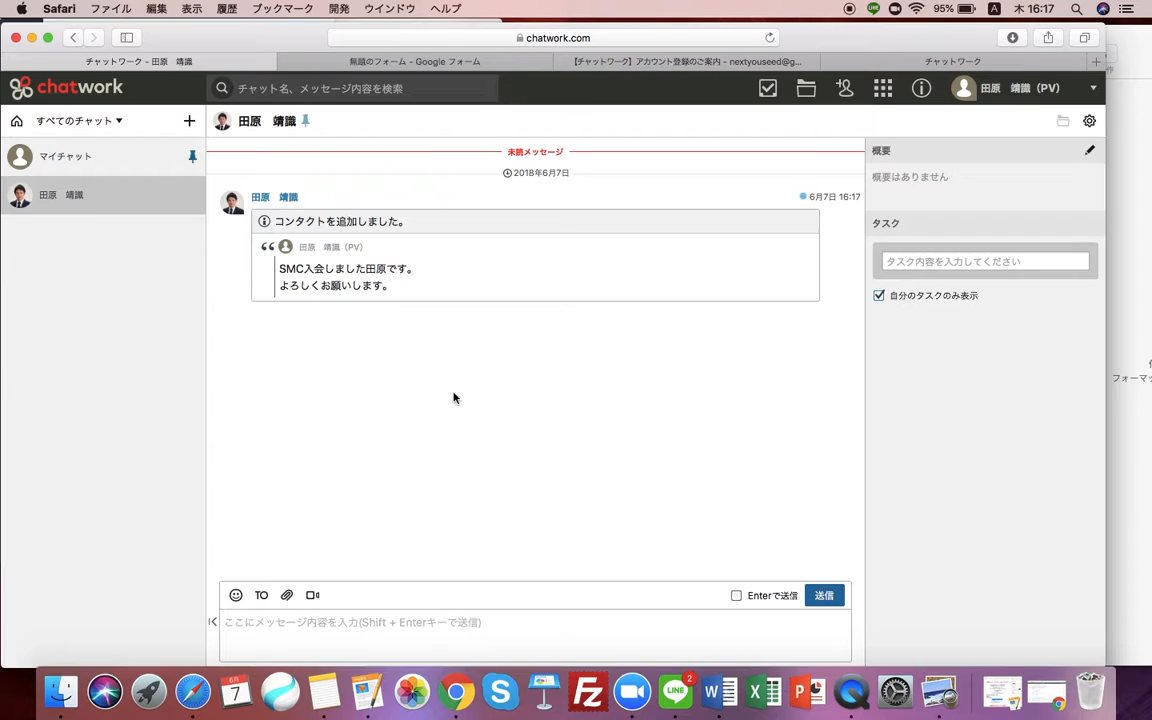 Safari ファイル 編集 表示 履歴 ブックマーク 開発 ウインドウ ヘルプ LINE 95% A 木 16:17
chatwork.com
チャットワーク - 田原 靖識 無題のフォーム - Google フォーム 【チャットワーク】アカウント登録のご案内 - nextyouseed@g... チャットワーク
chatwork チャット名、メッセージ内容を検索 田原 靖識（PV）
すべてのチャット 田原 靖識
マイチャット
田原 靖識
未読メッセージ
2018年6月7日
田原 靖識 6月7日 16:17
コンタクトを追加しました。
田原 靖識（PV）
SMC入会しました田原です。
よろしくお願いします。
概要
概要はありません
タスク
タスク内容を入力してください
自分のタスクのみ表示
フォーマッ
TO Enterで送信 送信
ここにメッセージ内容を入力(Shift + Enterキーで送信)
6月
7 S Fz LINE 2 W X P